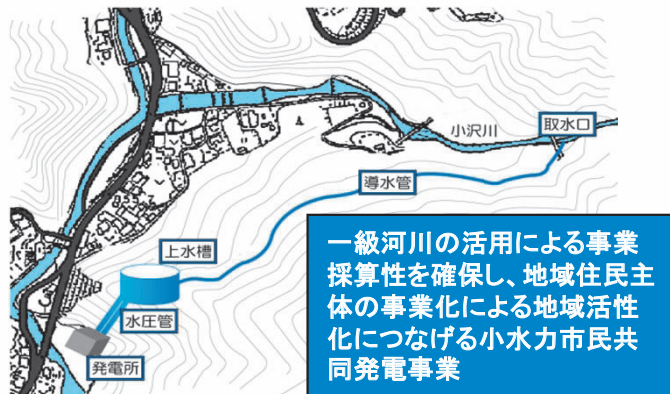 取水口
小沢川
導水管
上水槽
水圧管
発電所
一級河川の活用による事業
採算性を確保し、地域住民主
体の事業化による地域活性
化につなげる小水力市民共
同発電事業